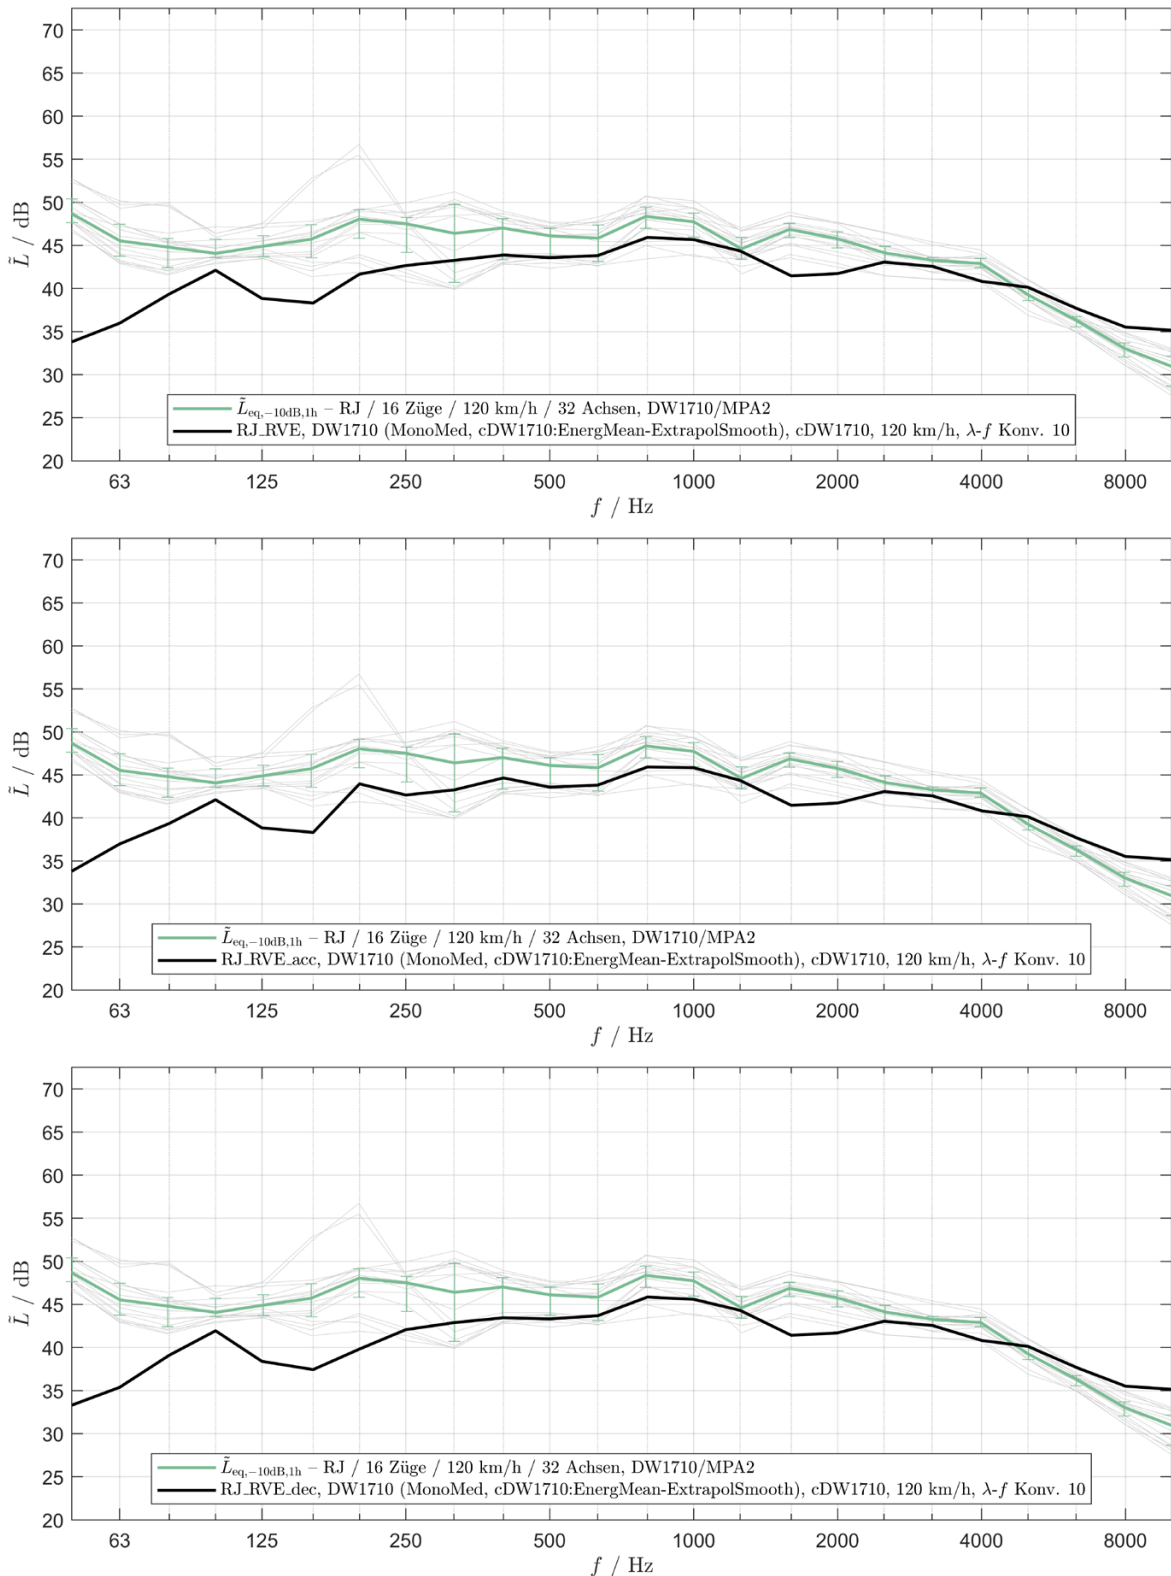 70
65
60
55
50
45
40
35
30
25
20
L̃ / dB
L̃eq,−10dB,1h – RJ / 16 Züge / 120 km/h / 32 Achsen, DW1710/MPA2
RJ_RVE, DW1710 (MonoMed, cDW1710:EnergMean-ExtrapolSmooth), cDW1710, 120 km/h, λ-f Konv. 10
63 125 250 500 1000 2000 4000 8000
f / Hz
70
65
60
55
50
45
40
35
30
25
20
L̃ / dB
L̃eq,−10dB,1h – RJ / 16 Züge / 120 km/h / 32 Achsen, DW1710/MPA2
RJ_RVE_acc, DW1710 (MonoMed, cDW1710:EnergMean-ExtrapolSmooth), cDW1710, 120 km/h, λ-f Konv. 10
63 125 250 500 1000 2000 4000 8000
f / Hz
70
65
60
55
50
45
40
35
30
25
20
L̃ / dB
L̃eq,−10dB,1h – RJ / 16 Züge / 120 km/h / 32 Achsen, DW1710/MPA2
RJ_RVE_dec, DW1710 (MonoMed, cDW1710:EnergMean-ExtrapolSmooth), cDW1710, 120 km/h, λ-f Konv. 10
63 125 250 500 1000 2000 4000 8000
f / Hz